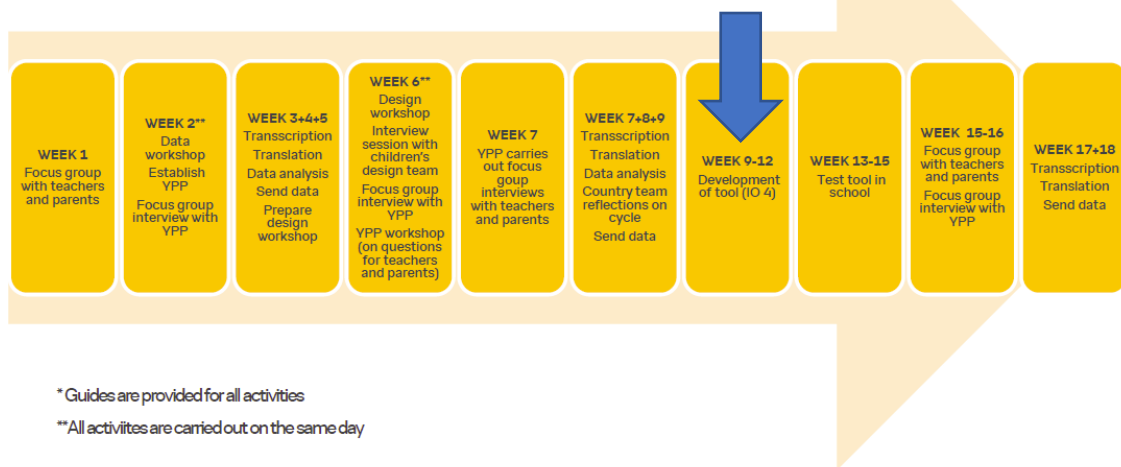 WEEK 1
Focus group
with teachers
and parents
WEEK 2**
Data
workshop
Establish
YPP
Focus group
interview with
YPP
WEEK 3+4+5
Transscription
Translation
Data analysis
Send data
Prepare
design
workshop
WEEK 6**
Design
workshop
Interview
session with
children's
design team
Focus group
interview with
YPP
YPP workshop
(on questions
for teachers
and parents)
WEEK 7
YPP carries
out focus
goup
interviews
with teachers
and parents
WEEK 7+8+9
Transscription
Translation
Data analysis
Country team
reflections on
cycle
Send data
WEEK 9-12
Development
of tool (IO 4)
WEEK 13-15
Test tool in
school
WEEK 15-16
Focus group
with teachers
and parents
Focus group
interview with
YPP
WEEK 17+18
Transscription
Translation
Send data
* Guides are provided for all activities
**All activiites are carried out on the same day